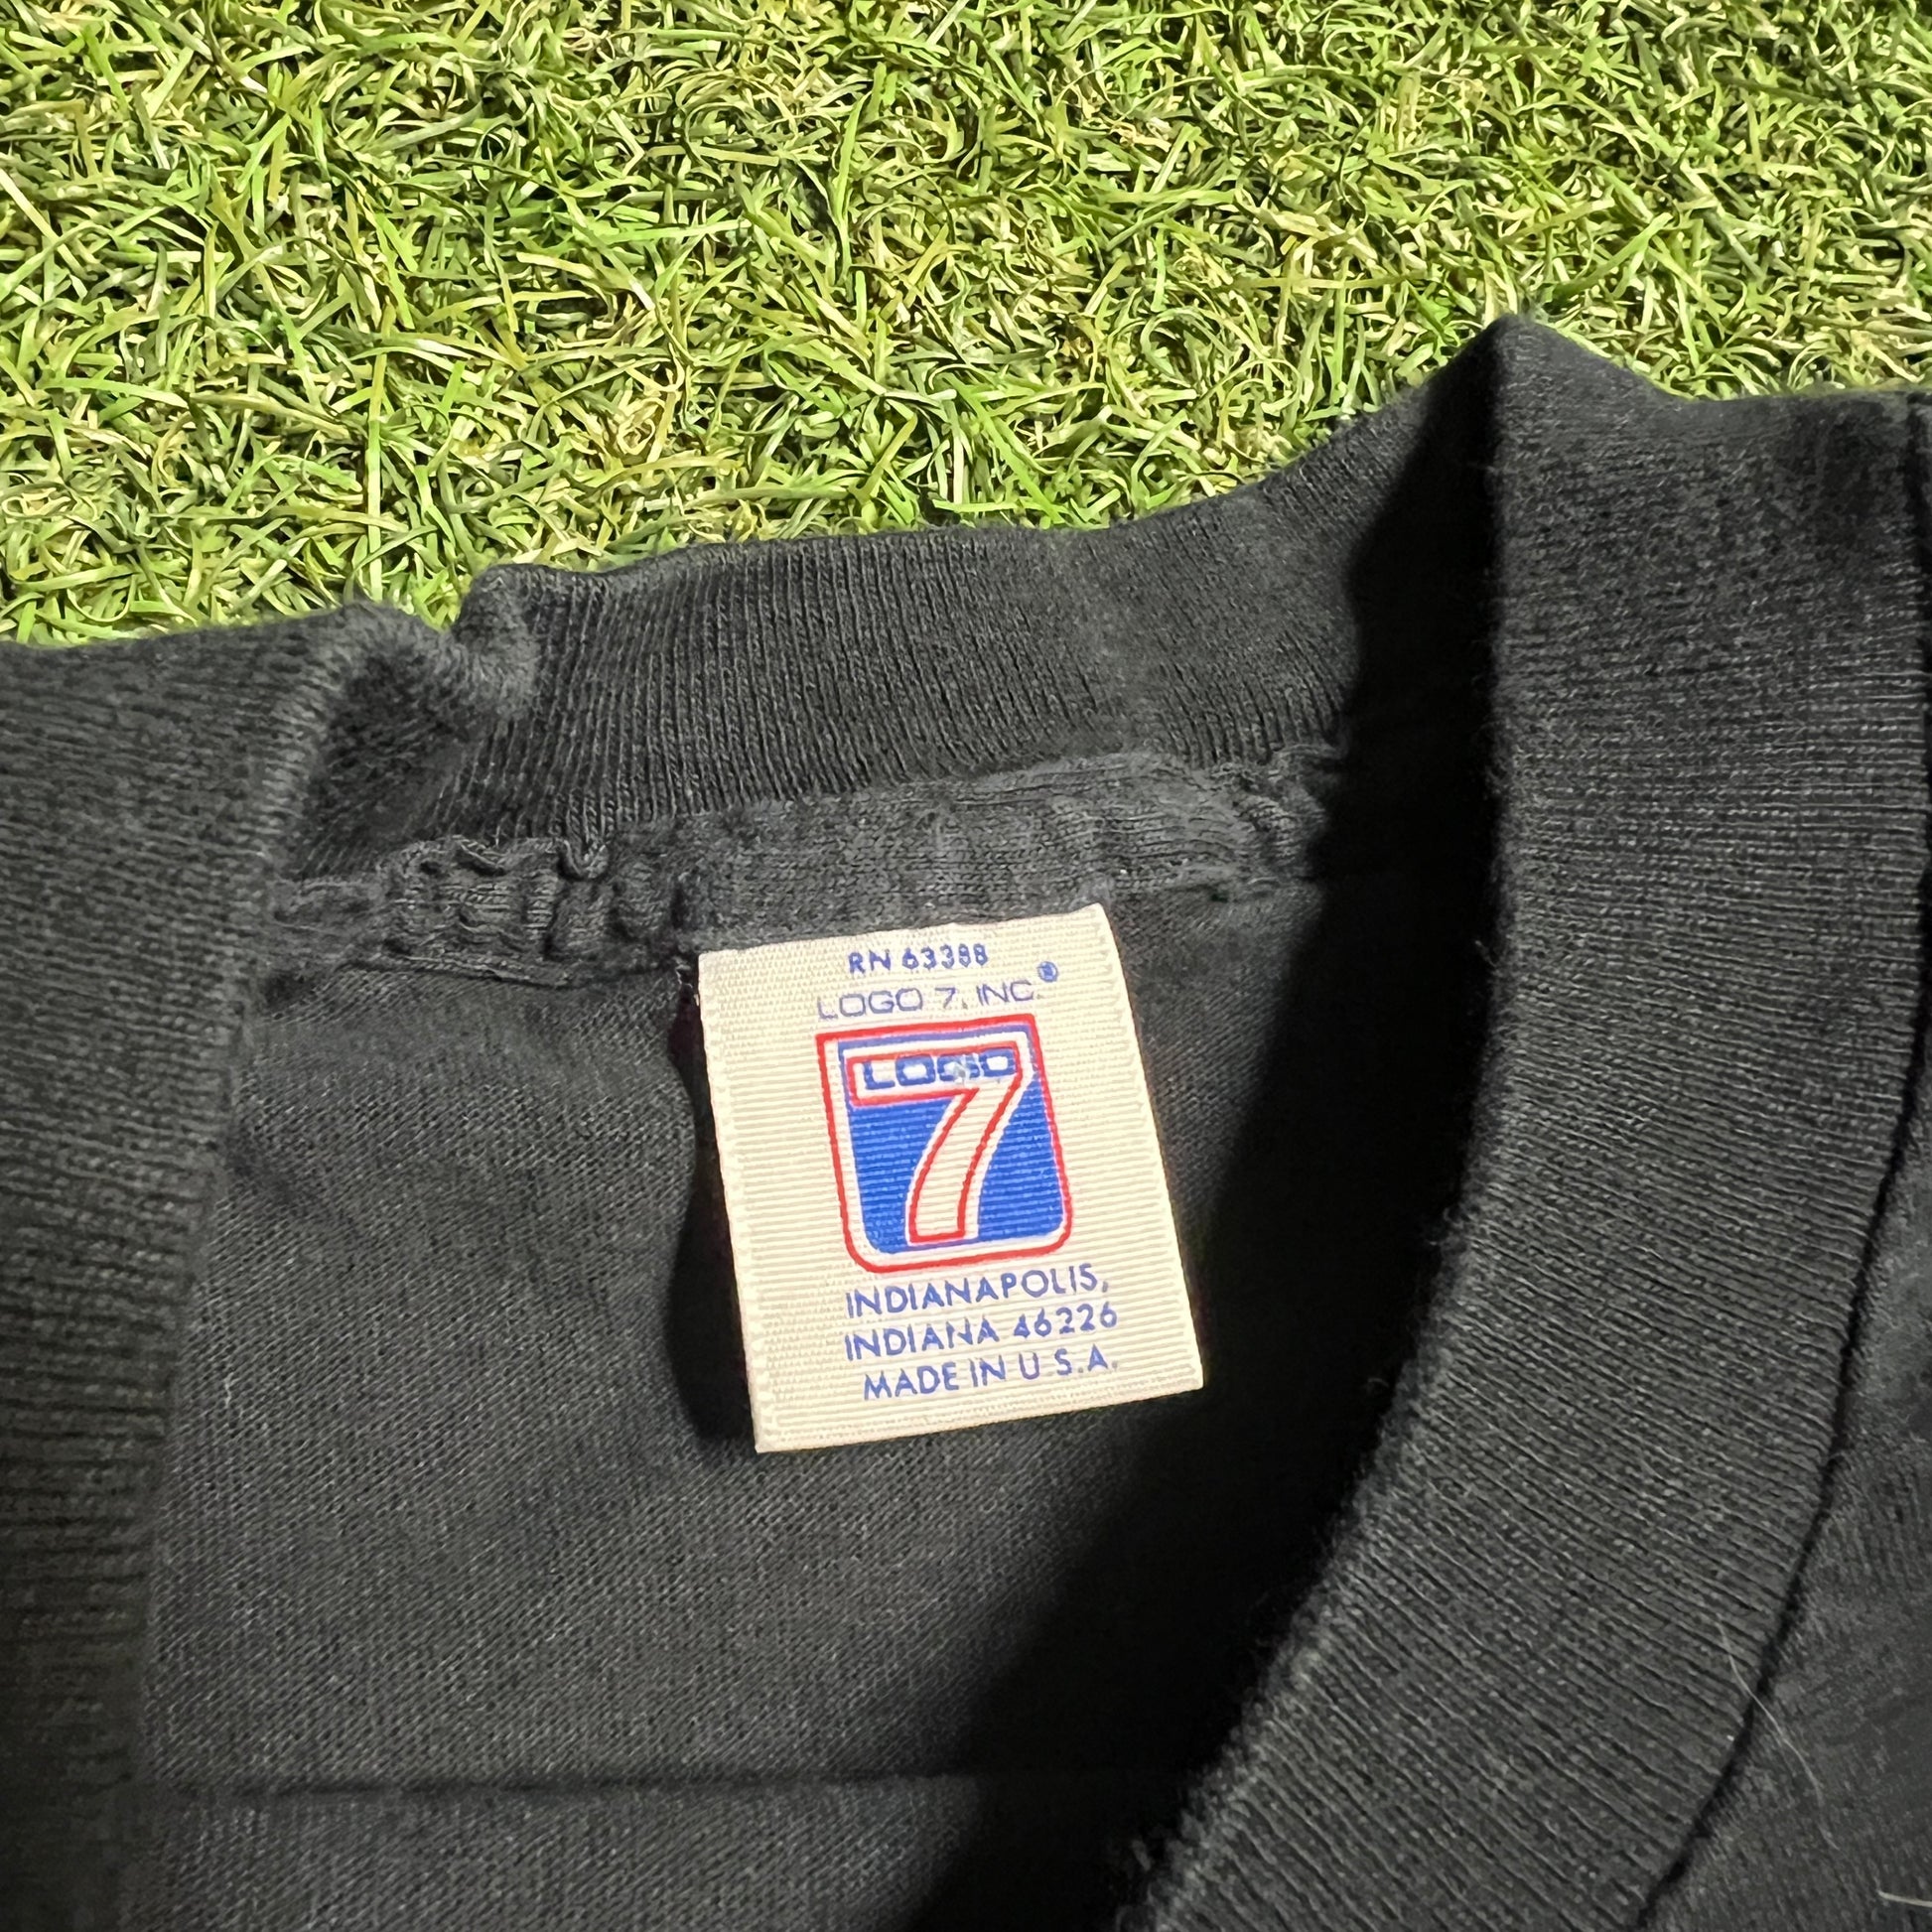 RN 63388
LOGO 7, INC.®
LOGO
7
INDIANAPOLIS,
INDIANA 46226
MADE IN U.S.A.